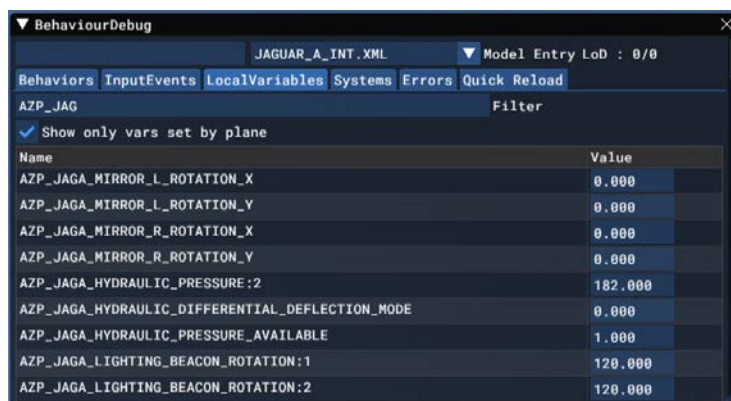 ▼ BehaviourDebug ×
JAGUAR_A_INT.XML ▼ Model Entry LoD : 0/0
Behaviors InputEvents LocalVariables Systems Errors Quick Reload
AZP_JAG Filter
Show only vars set by plane
Name Value
AZP_JAGA_MIRROR_L_ROTATION_X 0.000
AZP_JAGA_MIRROR_L_ROTATION_Y 0.000
AZP_JAGA_MIRROR_R_ROTATION_X 0.000
AZP_JAGA_MIRROR_R_ROTATION_Y 0.000
AZP_JAGA_HYDRAULIC_PRESSURE:2 182.000
AZP_JAGA_HYDRAULIC_DIFFERENTIAL_DEFLECTION_MODE 0.000
AZP_JAGA_HYDRAULIC_PRESSURE_AVAILABLE 1.000
AZP_JAGA_LIGHTING_BEACON_ROTATION:1 120.000
AZP_JAGA_LIGHTING_BEACON_ROTATION:2 120.000